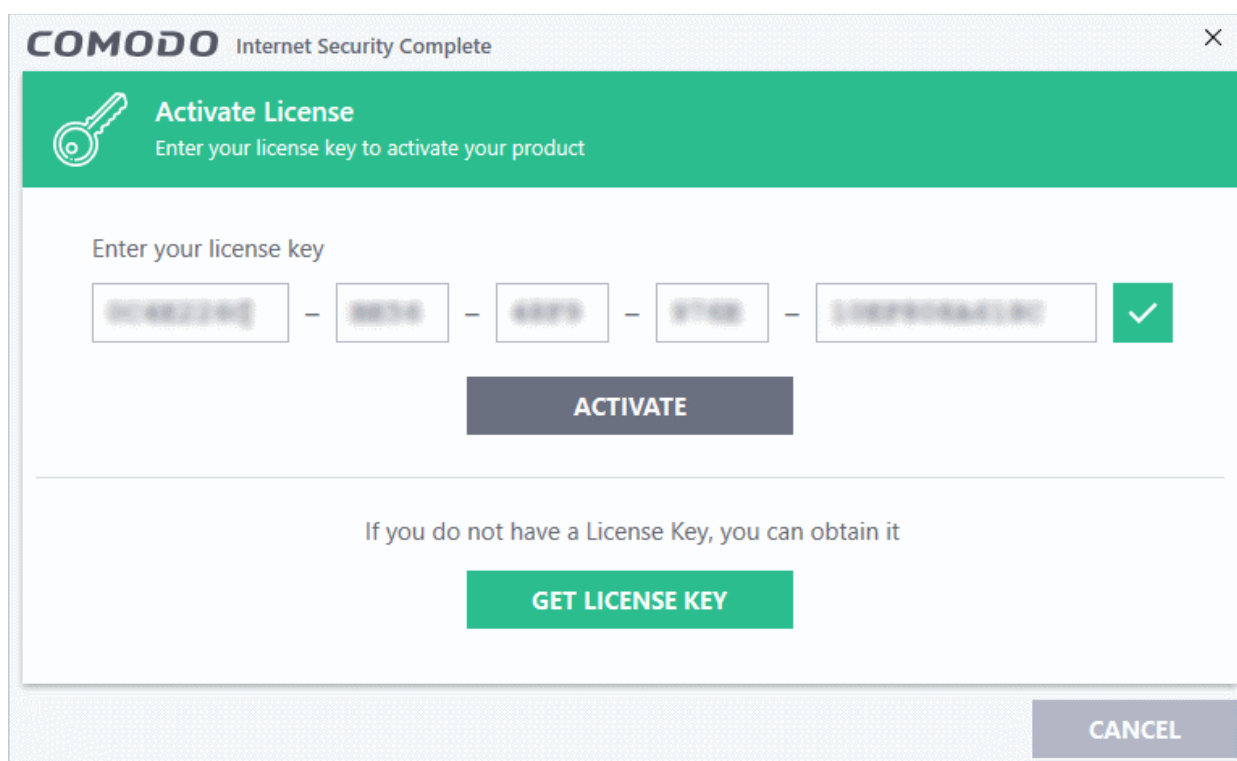 COMODO Internet Security Complete
Activate License
Enter your license key to activate your product
Enter your license key
– – – –
ACTIVATE
If you do not have a License Key, you can obtain it
GET LICENSE KEY
CANCEL